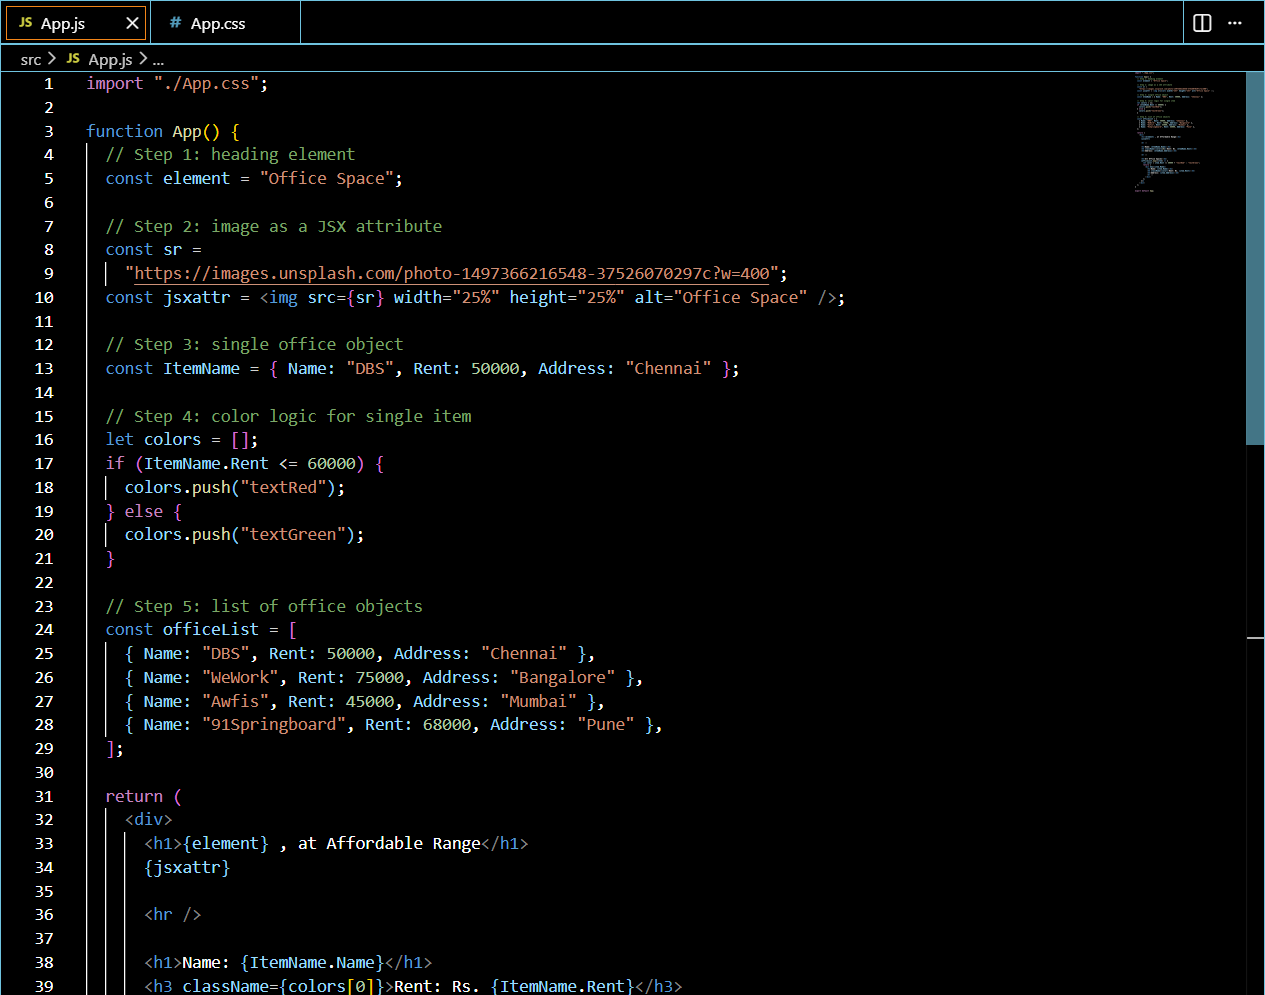 JS App.js # App.css
src > JS App.js > ...
1 import "./App.css";
2
3 function App() {
4 // Step 1: heading element
5 const element = "Office Space";
6
7 // Step 2: image as a JSX attribute
8 const sr =
9 "https://images.unsplash.com/photo-1497366216548-37526070297c?w=400";
10 const jsxattr = <img src={sr} width="25%" height="25%" alt="Office Space" />;
11
12 // Step 3: single office object
13 const ItemName = { Name: "DBS", Rent: 50000, Address: "Chennai" };
14
15 // Step 4: color logic for single item
16 let colors = [];
17 if (ItemName.Rent <= 60000) {
18 colors.push("textRed");
19 } else {
20 colors.push("textGreen");
21 }
22
23 // Step 5: list of office objects
24 const officeList = [
25 { Name: "DBS", Rent: 50000, Address: "Chennai" },
26 { Name: "WeWork", Rent: 75000, Address: "Bangalore" },
27 { Name: "Awfis", Rent: 45000, Address: "Mumbai" },
28 { Name: "91Springboard", Rent: 68000, Address: "Pune" },
29 ];
30
31 return (
32 <div>
33 <h1>{element} , at Affordable Range</h1>
34 {jsxattr}
35
36 <hr />
37
38 <h1>Name: {ItemName.Name}</h1>
39 <h3 className={colors[0]}>Rent: Rs. {ItemName.Rent}</h3>